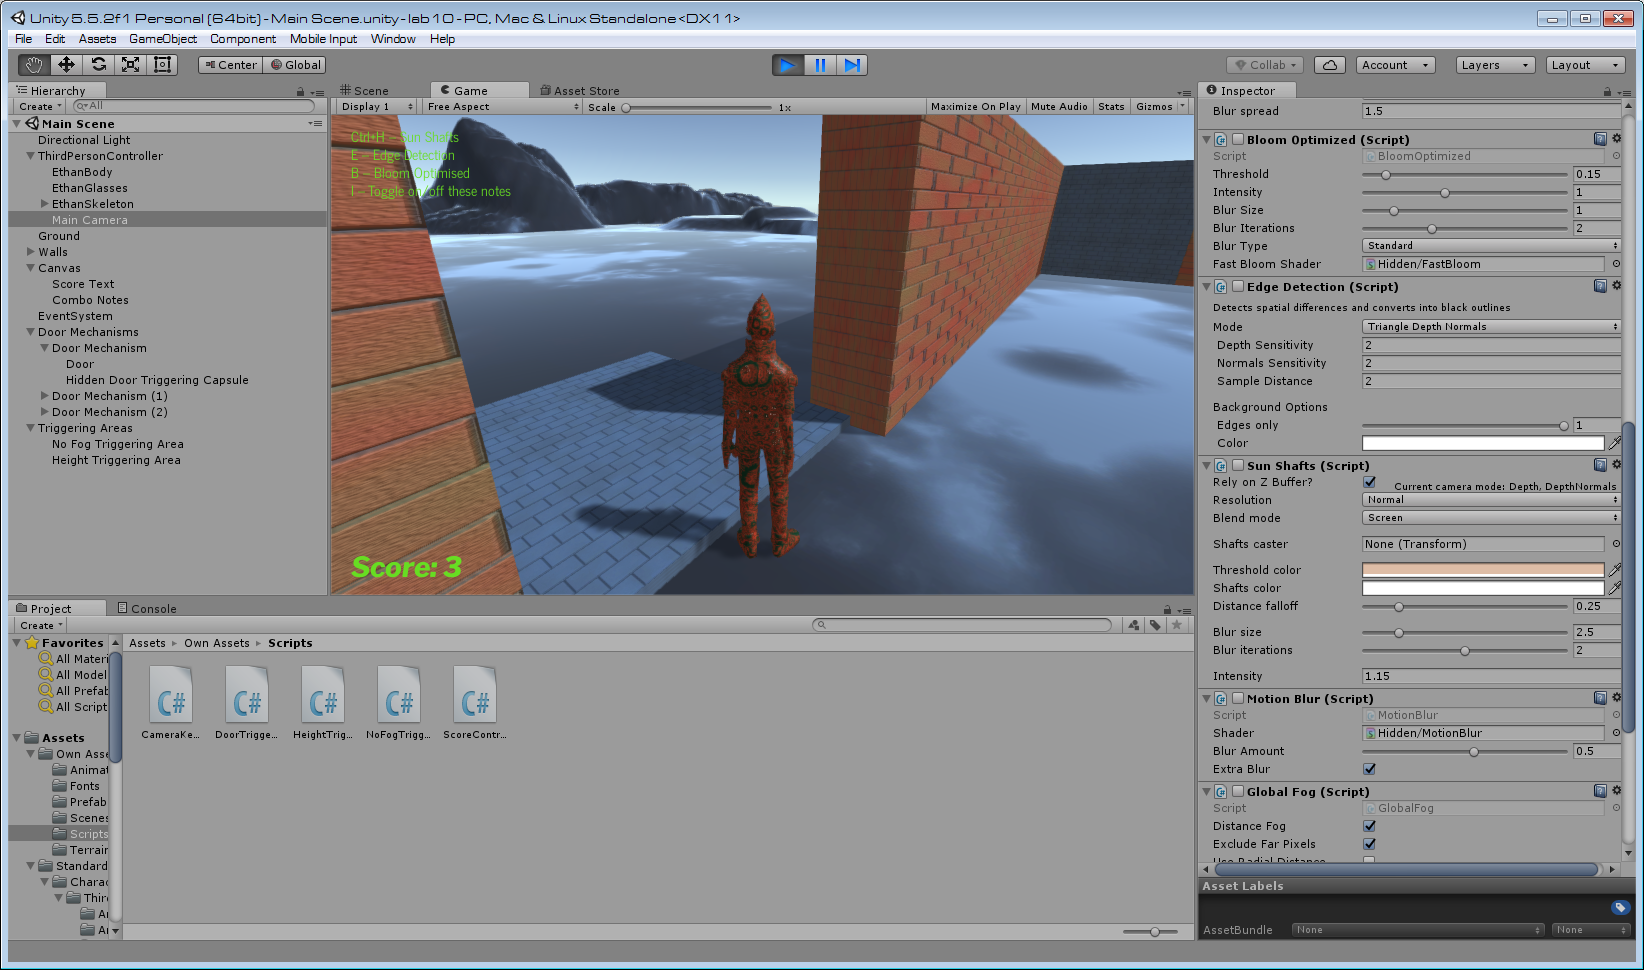 Unity 5.5.2f1 Personal (64bit) - Main Scene.unity - lab 10 - PC, Mac & Linux Standalone <DX11>
File Edit Assets GameObject Component Mobile Input Window Help
Center Global Collab Account Layers Layout
Hierarchy
Create All
Main Scene
Directional Light
ThirdPersonController
EthanBody
EthanGlasses
EthanSkeleton
Main Camera
Ground
Walls
Canvas
Score Text
Combo Notes
EventSystem
Door Mechanisms
Door Mechanism
Door
Hidden Door Triggering Capsule
Door Mechanism (1)
Door Mechanism (2)
Triggering Areas
No Fog Triggering Area
Height Triggering Area
Scene Game Asset Store
Display 1 Free Aspect Scale 1x Maximize On Play Mute Audio Stats Gizmos
Ctrl+H – Sun Shafts
E – Edge Detection
B – Bloom Optimised
I – Toggle on/off these notes
Score: 3
Inspector
Blur spread 1.5
Bloom Optimized (Script)
Script BloomOptimized
Threshold 0.15
Intensity 1
Blur Size 1
Blur Iterations 2
Blur Type Standard
Fast Bloom Shader Hidden/FastBloom
Edge Detection (Script)
Detects spatial differences and converts into black outlines
Mode Triangle Depth Normals
Depth Sensitivity 2
Normals Sensitivity 2
Sample Distance 2
Background Options
Edges only 1
Color
Sun Shafts (Script)
Rely on Z Buffer? Current camera mode: Depth, DepthNormals
Resolution Normal
Blend mode Screen
Shafts caster None (Transform)
Threshold color
Shafts color
Distance falloff 0.25
Blur size 2.5
Blur iterations 2
Intensity 1.15
Motion Blur (Script)
Script MotionBlur
Shader Hidden/MotionBlur
Blur Amount 0.5
Extra Blur
Global Fog (Script)
Script GlobalFog
Distance Fog
Exclude Far Pixels
Use Radial Distance
Asset Labels
AssetBundle None None
Project Console
Create
Favorites
All Materi
All Model
All Prefab
All Script
Assets
Own Asse
Animat
Fonts
Prefab
Scenes
Scripts
Terrain
Standard
Charac
Thir
Ar
Ar
Assets Own Assets Scripts
C# C# C# C# C#
CameraKe... DoorTrigge... HeightTrig... NoFogTrigg... ScoreContr...